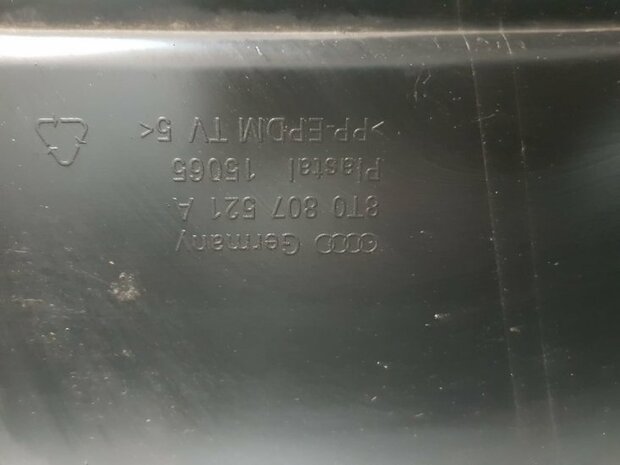 Germany
8T0 807 521 A
Plastal 15065
>PP-EPDM TV 5<